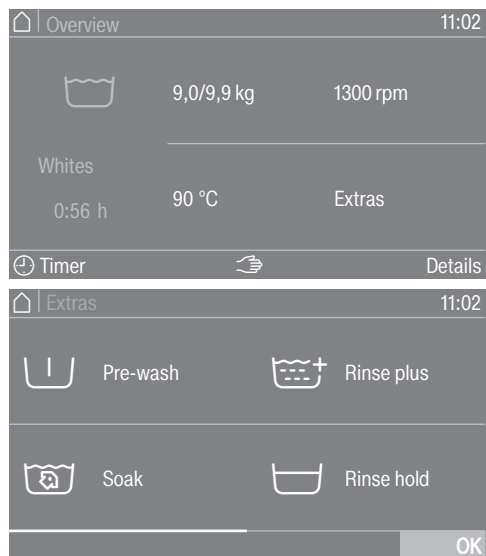 Overview 11:02
9,0/9,9 kg 1300 rpm
Whites
0:56 h
90 °C Extras
Timer Details
Extras 11:02
Pre-wash Rinse plus
Soak Rinse hold
OK